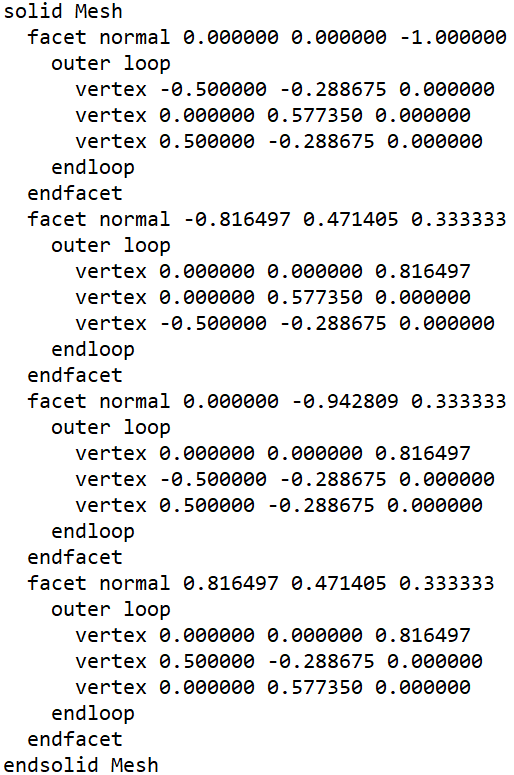 solid Mesh
  facet normal 0.000000 0.000000 -1.000000
    outer loop
      vertex -0.500000 -0.288675 0.000000
      vertex 0.000000 0.577350 0.000000
      vertex 0.500000 -0.288675 0.000000
    endloop
  endfacet
  facet normal -0.816497 0.471405 0.333333
    outer loop
      vertex 0.000000 0.000000 0.816497
      vertex 0.000000 0.577350 0.000000
      vertex -0.500000 -0.288675 0.000000
    endloop
  endfacet
  facet normal 0.000000 -0.942809 0.333333
    outer loop
      vertex 0.000000 0.000000 0.816497
      vertex -0.500000 -0.288675 0.000000
      vertex 0.500000 -0.288675 0.000000
    endloop
  endfacet
  facet normal 0.816497 0.471405 0.333333
    outer loop
      vertex 0.000000 0.000000 0.816497
      vertex 0.500000 -0.288675 0.000000
      vertex 0.000000 0.577350 0.000000
    endloop
  endfacet
endsolid Mesh